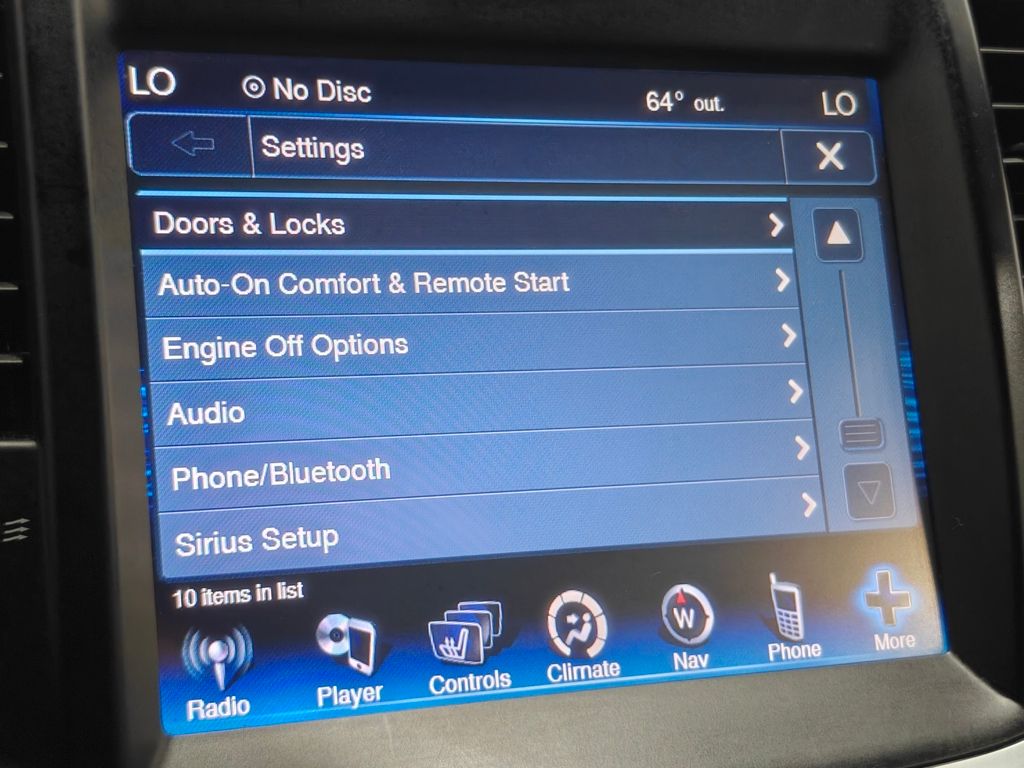 LO No Disc 64° out. LO
Settings X
Doors & Locks
Auto-On Comfort & Remote Start
Engine Off Options
Audio
Phone/Bluetooth
Sirius Setup
10 items in list
W
Radio Player Controls Climate Nav Phone More